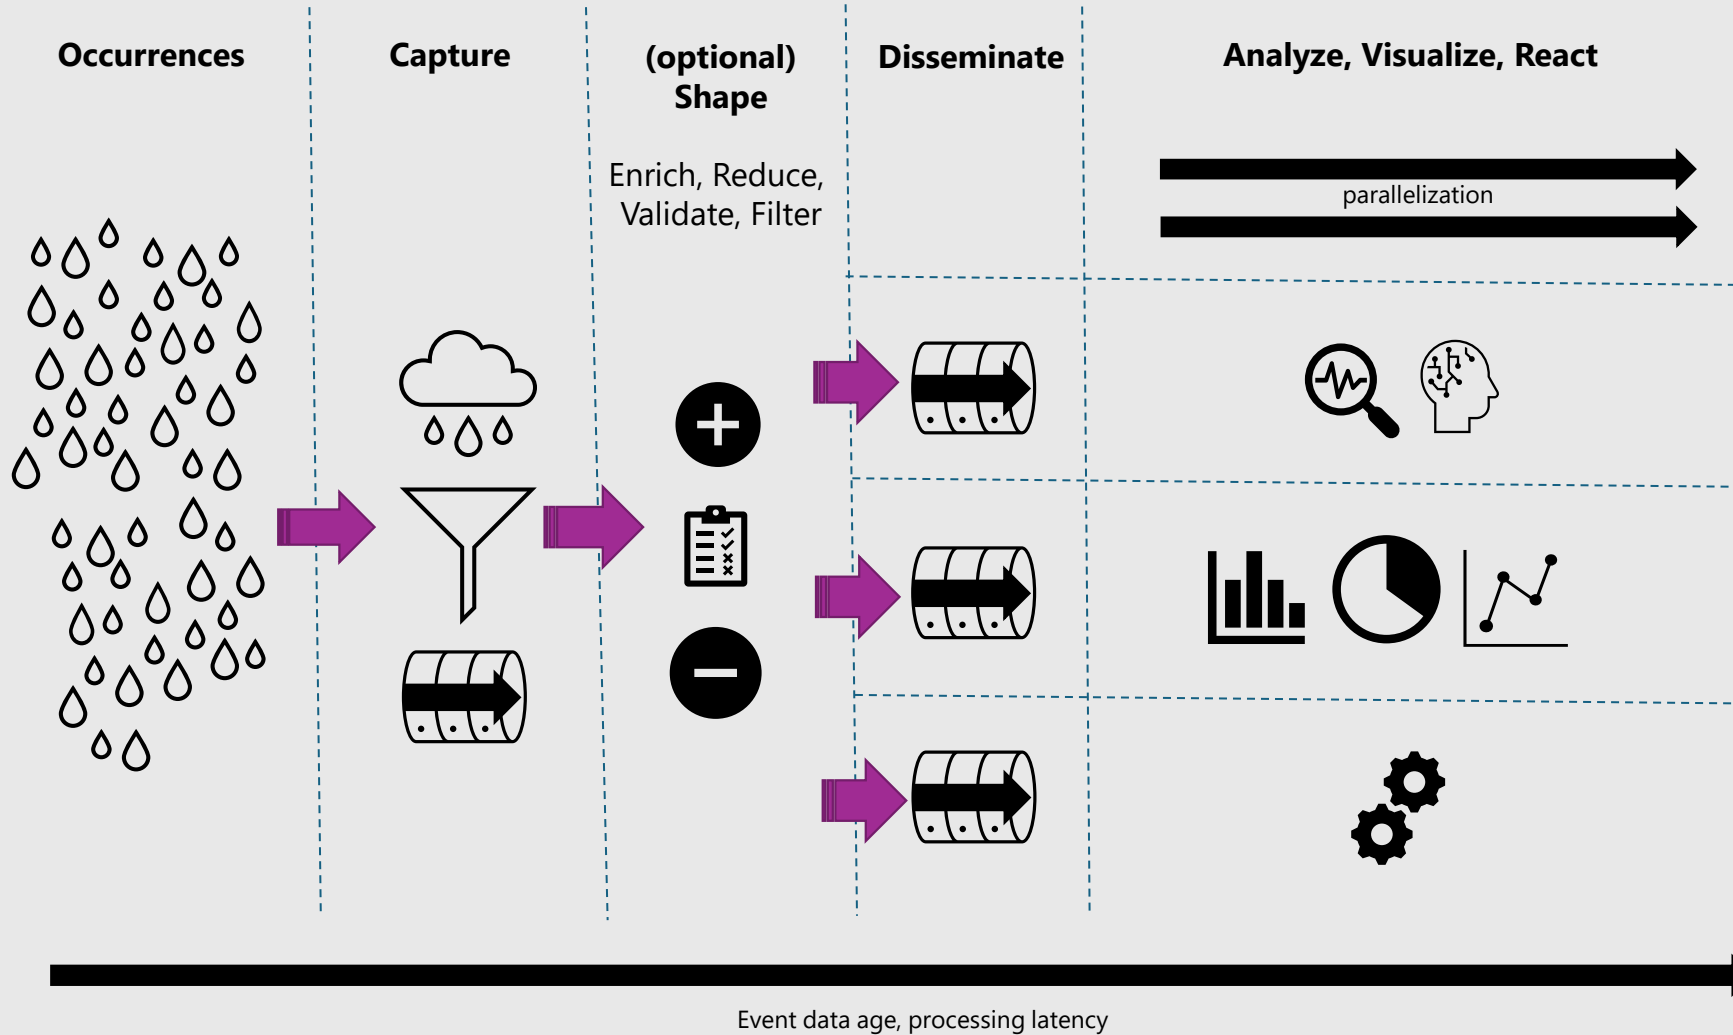 Occurrences
Capture
(optional)
Shape
Disseminate
Analyze, Visualize, React
Enrich, Reduce,
Validate, Filter
parallelization
Event data age, processing latency